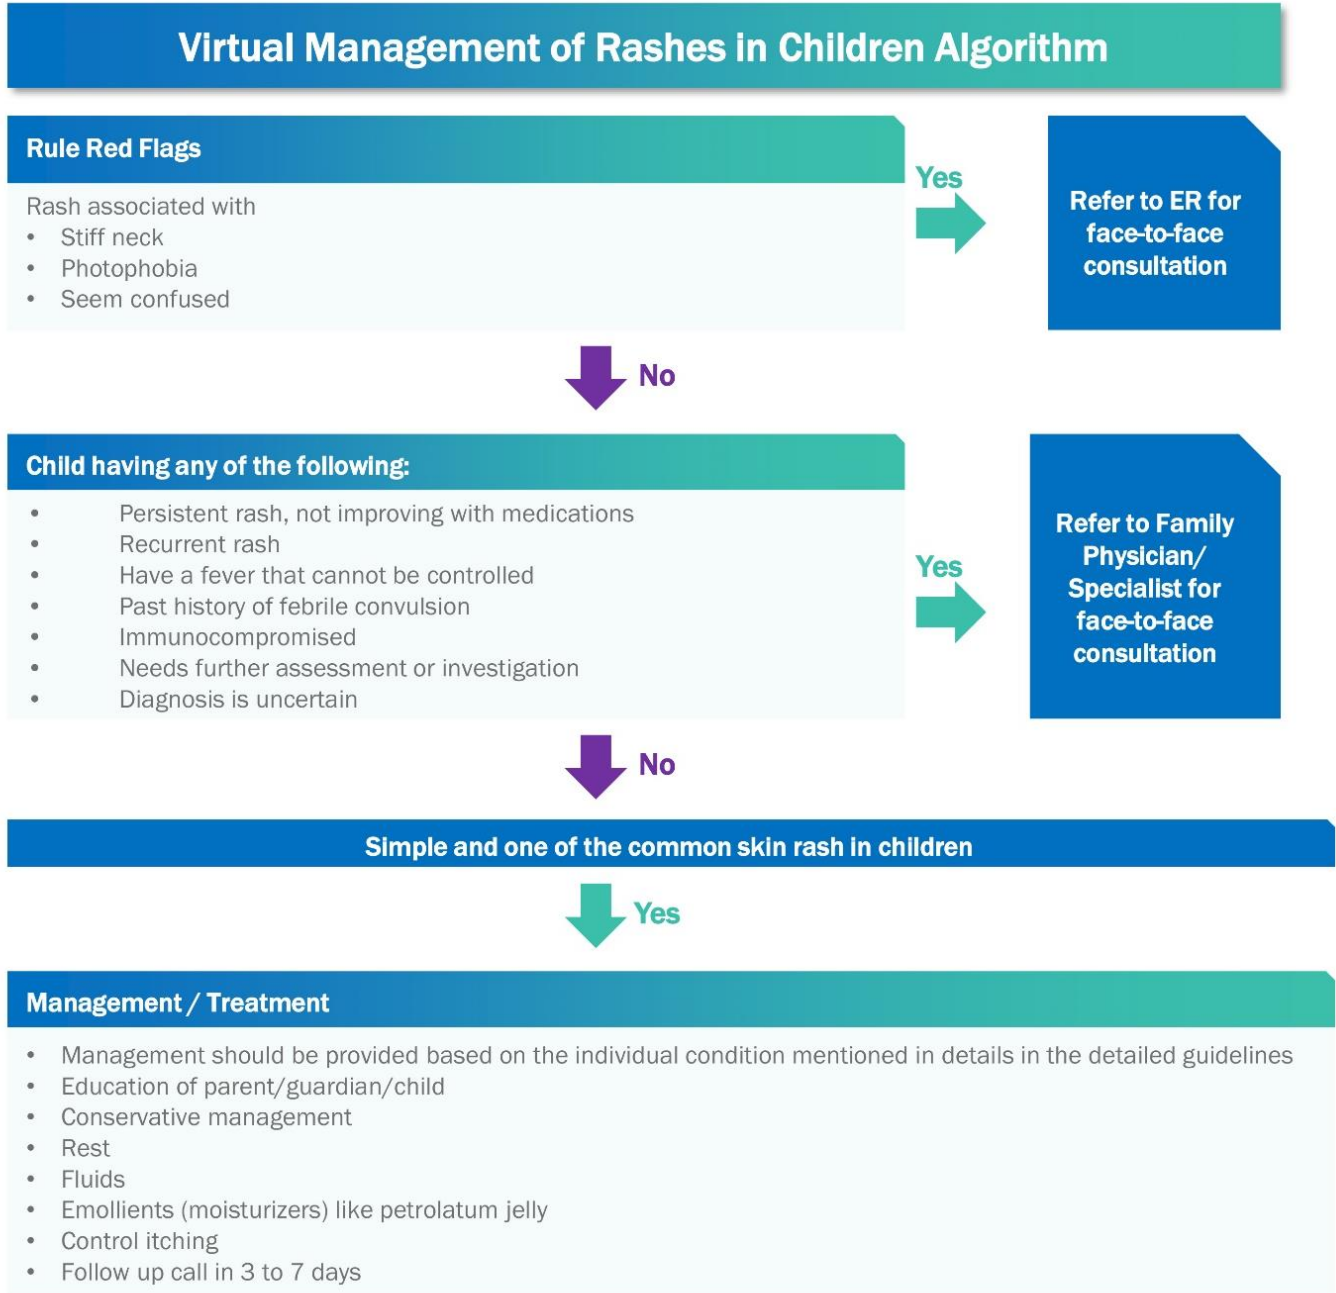 Virtual Management of Rashes in Children Algorithm
Rule Red Flags
Rash associated with
• Stiff neck
• Photophobia
• Seem confused
Yes
Refer to ER for
face-to-face
consultation
No
Child having any of the following:
• Persistent rash, not improving with medications
• Recurrent rash
• Have a fever that cannot be controlled
• Past history of febrile convulsion
• Immunocompromised
• Needs further assessment or investigation
• Diagnosis is uncertain
Yes
Refer to Family
Physician/
Specialist for
face-to-face
consultation
No
Simple and one of the common skin rash in children
Yes
Management / Treatment
• Management should be provided based on the individual condition mentioned in details in the detailed guidelines
• Education of parent/guardian/child
• Conservative management
• Rest
• Fluids
• Emollients (moisturizers) like petrolatum jelly
• Control itching
• Follow up call in 3 to 7 days